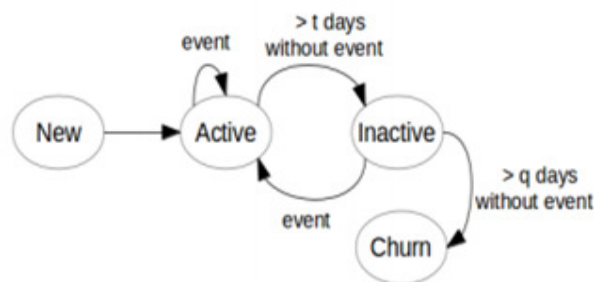 event
> t days
without event
New
Active
Inactive
> q days
without event
event
Churn